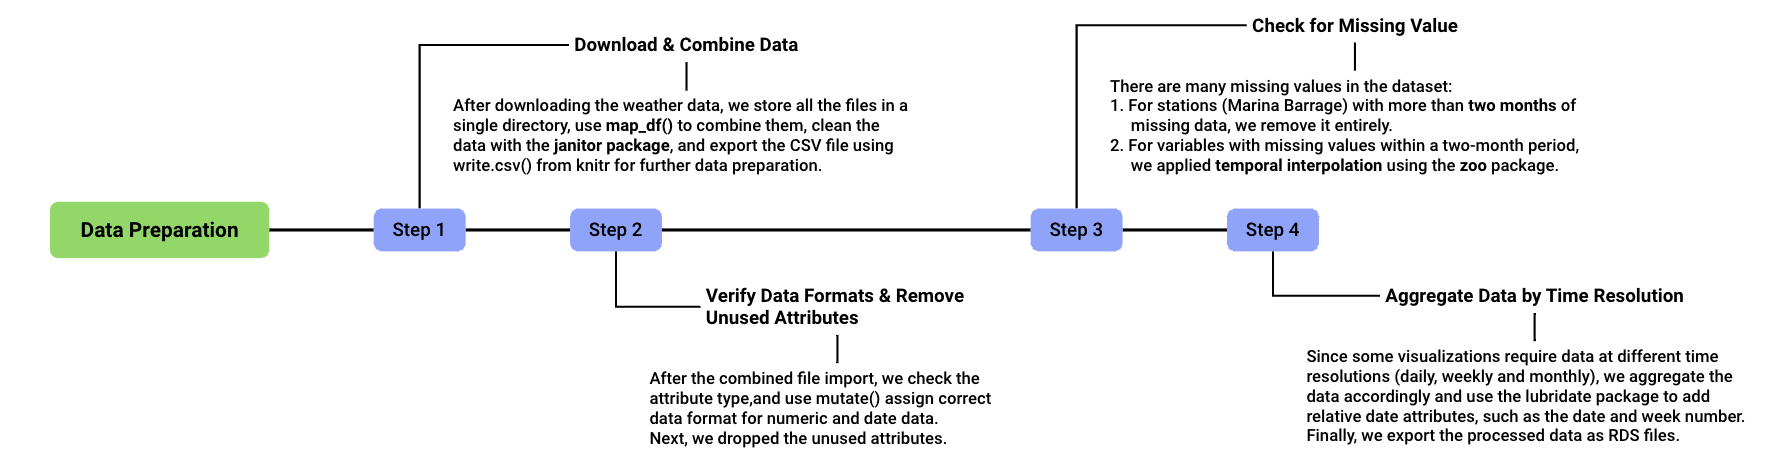 Data Preparation
Step 1
Download & Combine Data
After downloading the weather data, we store all the files in a
single directory, use map_df() to combine them, clean the
data with the janitor package, and export the CSV file using
write.csv() from knitr for further data preparation.
Step 2
Verify Data Formats & Remove
Unused Attributes
After the combined file import, we check the
attribute type,and use mutate() assign correct
data format for numeric and date data.
Next, we dropped the unused attributes.
Step 3
Check for Missing Value
There are many missing values in the dataset:
1. For stations (Marina Barrage) with more than two months of
missing data, we remove it entirely.
2. For variables with missing values within a two-month period,
we applied temporal interpolation using the zoo package.
Step 4
Aggregate Data by Time Resolution
Since some visualizations require data at different time
resolutions (daily, weekly and monthly), we aggregate the
data accordingly and use the lubridate package to add
relative date attributes, such as the date and week number.
Finally, we export the processed data as RDS files.